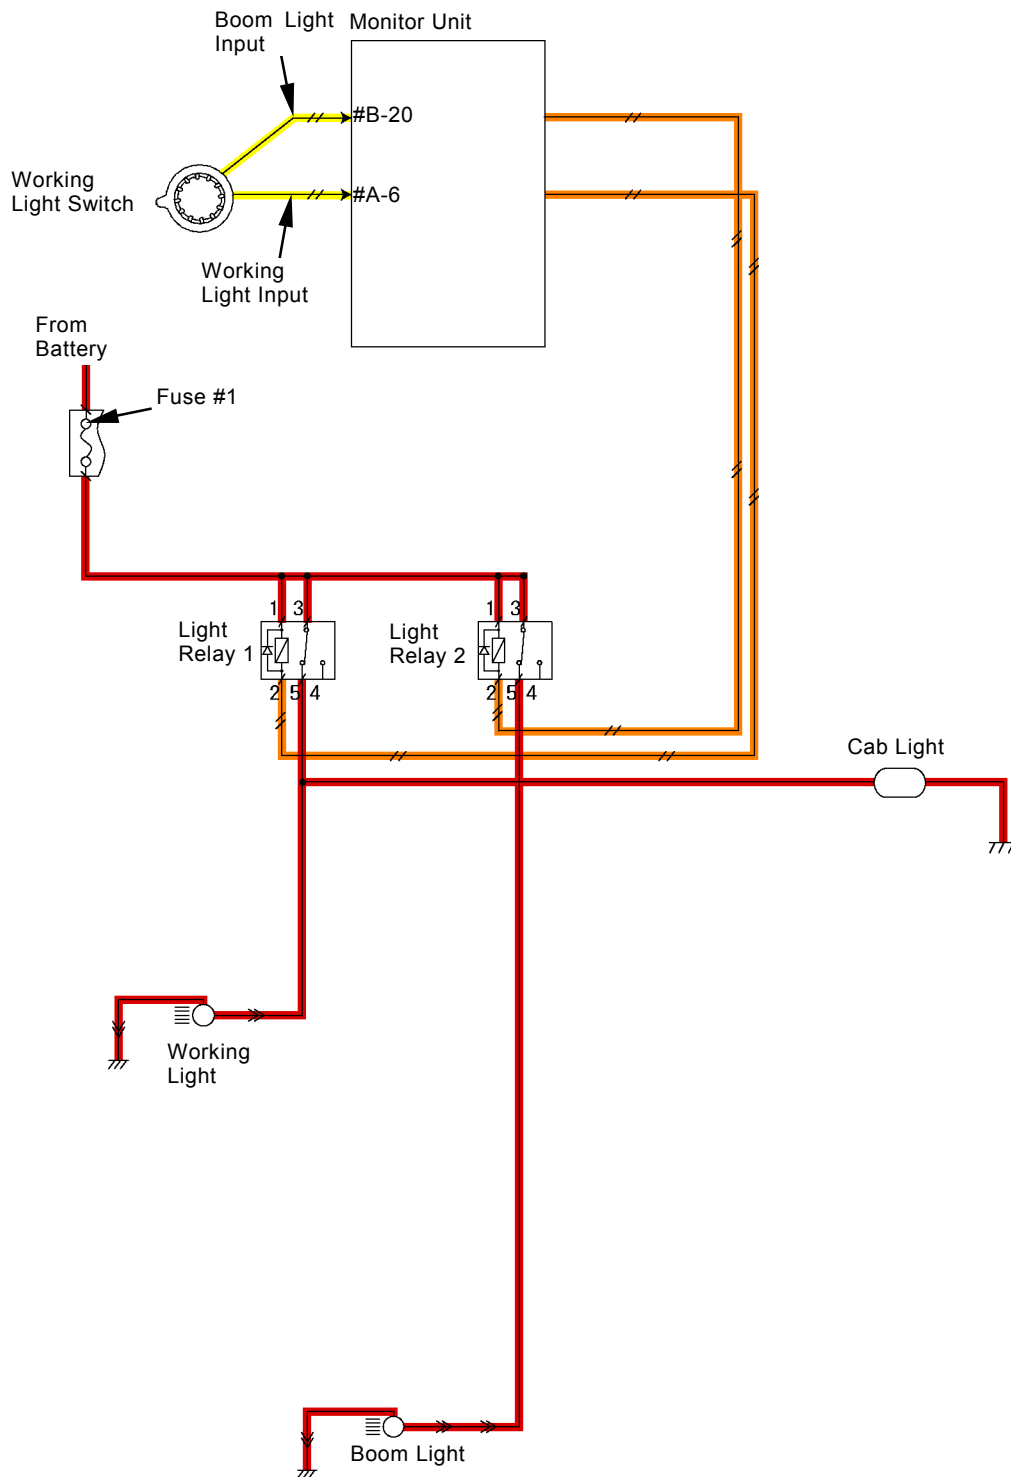 Boom Light
Input
Monitor Unit
#B-20
Working
Light Switch
#A-6
Working
Light Input
From
Battery
Fuse #1
1 3
Light
Relay 1
2 5 4
1 3
Light
Relay 2
2 5 4
Cab Light
Working
Light
Boom Light